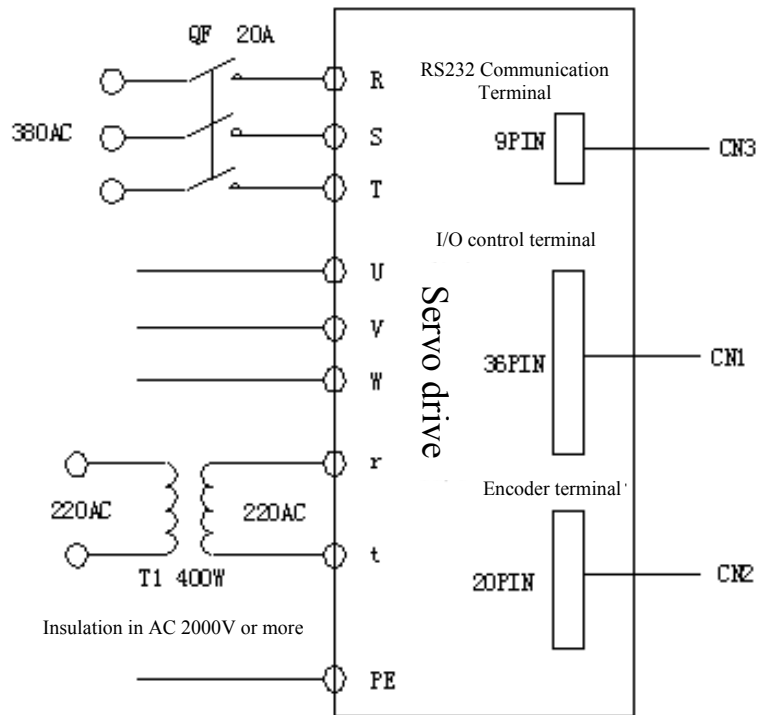 QF 20A
380AC
R
S
T
U
V
W
220AC
220AC
T1 400W
r
t
Insulation in AC 2000V or more
PE
Servo drive
RS232 Communication
Terminal
9PIN
CN3
I/O control terminal
36PIN
CN1
Encoder terminal
20PIN
CN2